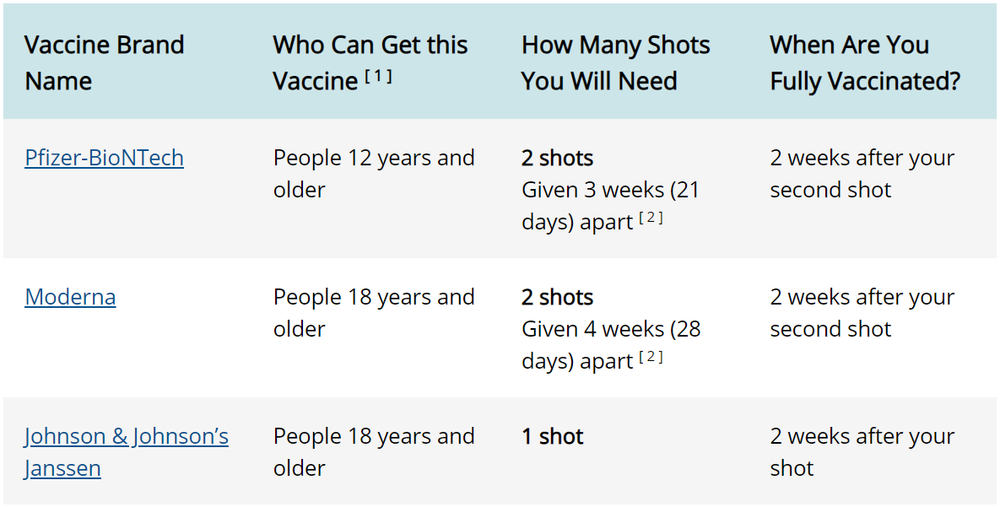 Vaccine Brand Name
Who Can Get this Vaccine [1]
How Many Shots You Will Need
When Are You Fully Vaccinated?
Pfizer-BioNTech
People 12 years and older
2 shots
Given 3 weeks (21 days) apart [2]
2 weeks after your second shot
Moderna
People 18 years and older
2 shots
Given 4 weeks (28 days) apart [2]
2 weeks after your second shot
Johnson & Johnson’s Janssen
People 18 years and older
1 shot
2 weeks after your shot